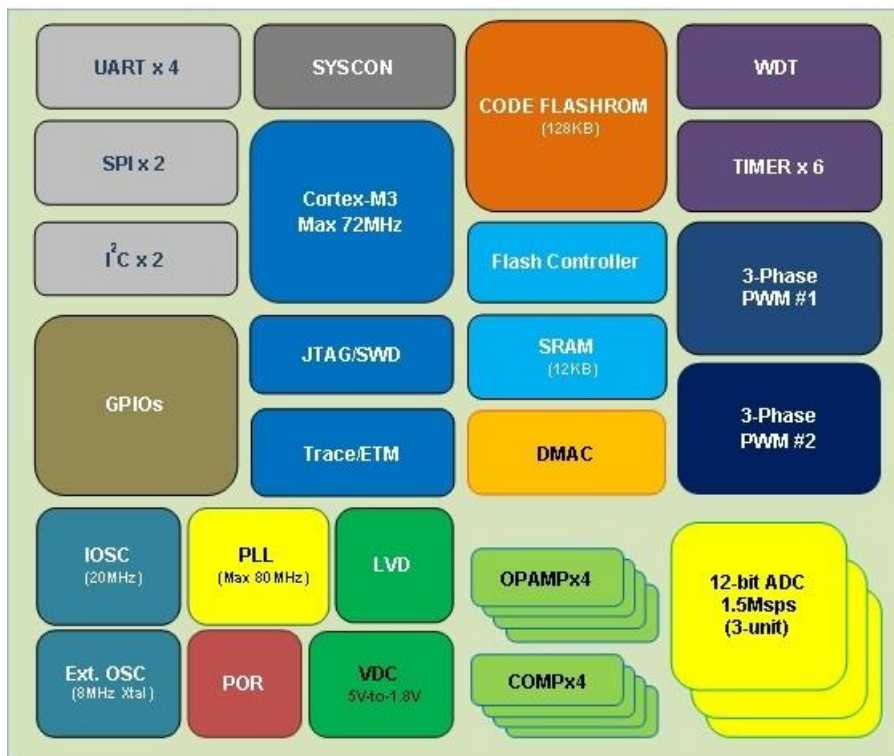 UART x 4
SYSCON
CODE FLASHROM
(128KB)
WDT
SPI x 2
Cortex-M3
Max 72MHz
TIMER x 6
I²C x 2
Flash Controller
3-Phase
PWM #1
GPIOs
JTAG/SWD
SRAM
(12KB)
3-Phase
PWM #2
Trace/ETM
DMAC
IOSC
(20MHz)
PLL
(Max 80MHz)
LVD
OPAMPx4
12-bit ADC
1.5Msps
(3-unit)
Ext. OSC
(8MHz Xtal)
POR
VDC
5V-to-1.8V
COMPx4